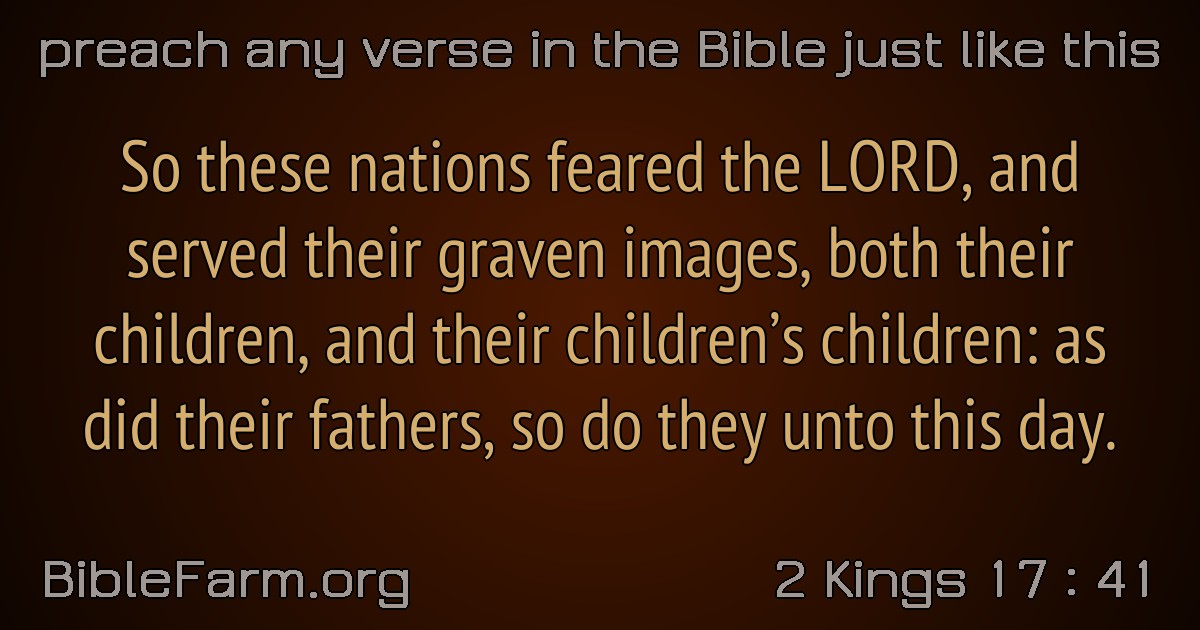 preach any verse in the Bible just like this
So these nations feared the LORD, and
served their graven images, both their
children, and their children’s children: as
did their fathers, so do they unto this day.
BibleFarm.org
2 Kings 17 : 41